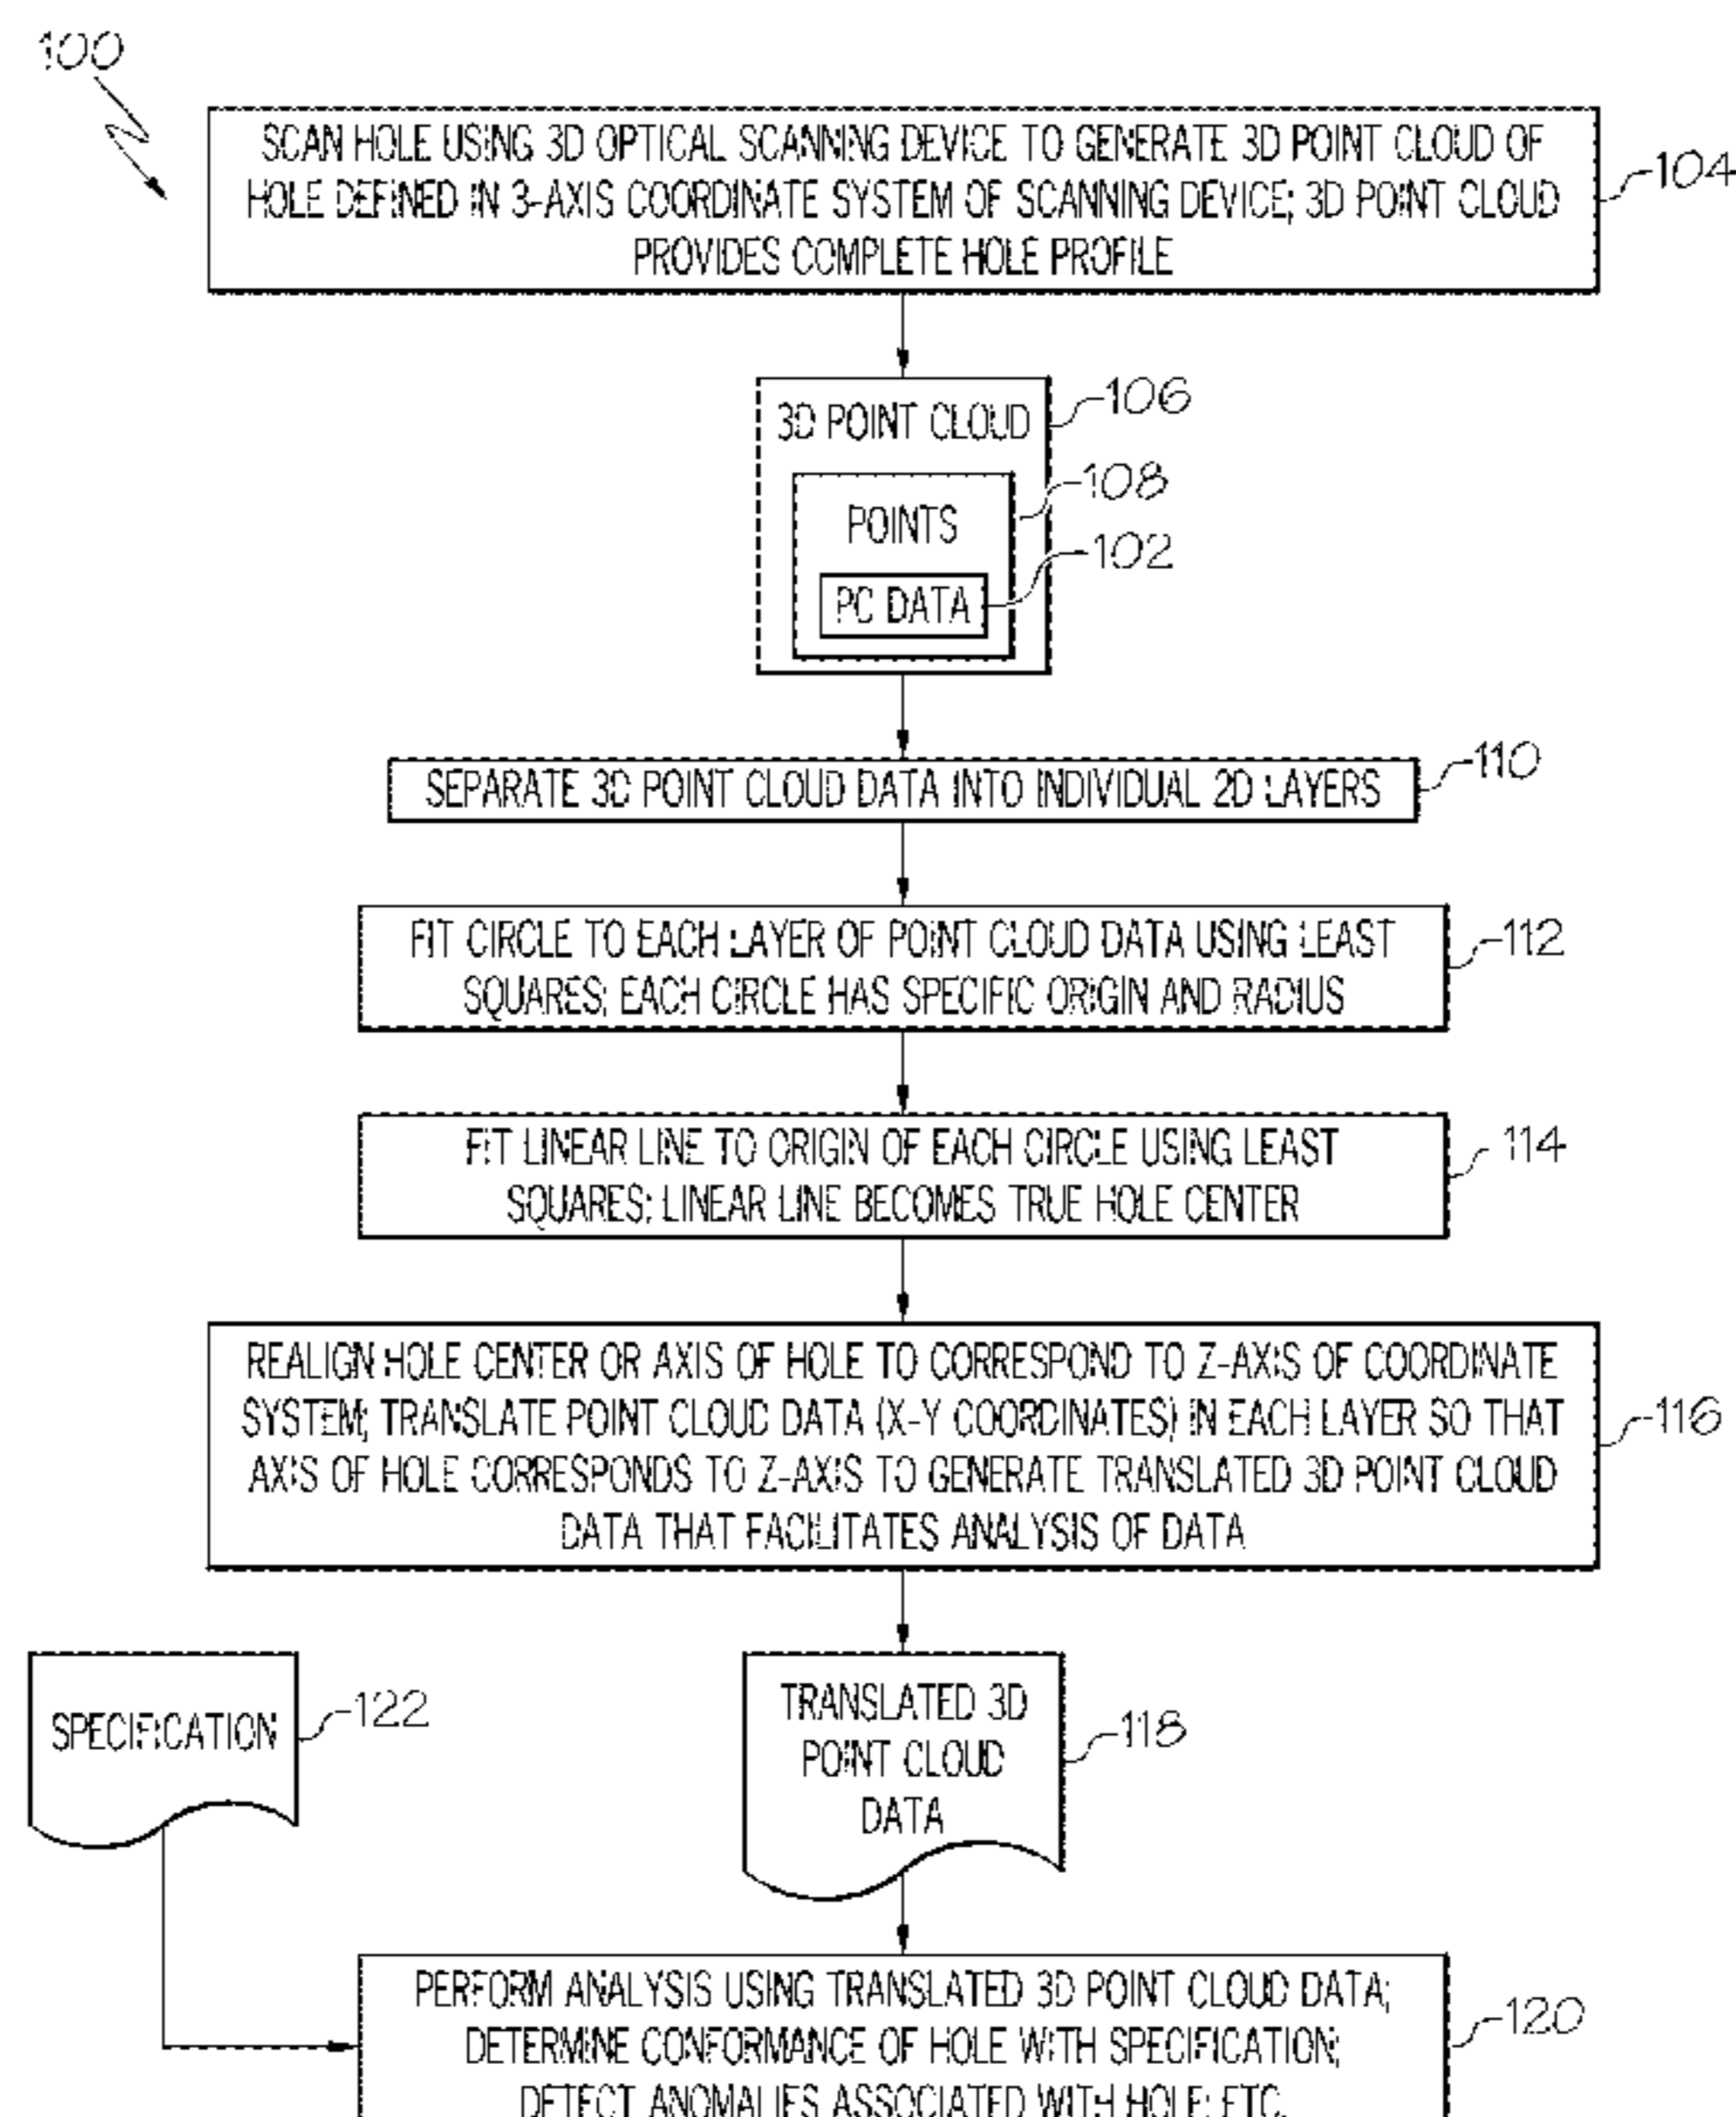 100
SCAN HOLE USING 3D OPTICAL SCANNING DEVICE TO GENERATE 3D POINT CLOUD OF
HOLE DEFINED IN 3-AXIS COORDINATE SYSTEM OF SCANNING DEVICE; 3D POINT CLOUD
PROVIDES COMPLETE HOLE PROFILE
104
3D POINT CLOUD
106
POINTS
108
PC DATA
102
SEPARATE 3D POINT CLOUD DATA INTO INDIVIDUAL 2D LAYERS
110
FIT CIRCLE TO EACH LAYER OF POINT CLOUD DATA USING LEAST
SQUARES; EACH CIRCLE HAS SPECIFIC ORIGIN AND RADIUS
112
FIT LINEAR LINE TO ORIGIN OF EACH CIRCLE USING LEAST
SQUARES; LINEAR LINE BECOMES TRUE HOLE CENTER
114
REALIGN HOLE CENTER OR AXIS OF HOLE TO CORRESPOND TO Z-AXIS OF COORDINATE
SYSTEM; TRANSLATE POINT CLOUD DATA (X-Y COORDINATES) IN EACH LAYER SO THAT
AXIS OF HOLE CORRESPONDS TO Z-AXIS TO GENERATE TRANSLATED 3D POINT CLOUD
DATA THAT FACILITATES ANALYSIS OF DATA
116
SPECIFICATION
122
TRANSLATED 3D
POINT CLOUD
DATA
118
PERFORM ANALYSIS USING TRANSLATED 3D POINT CLOUD DATA;
DETERMINE CONFORMANCE OF HOLE WITH SPECIFICATION;
DETECT ANOMALIES ASSOCIATED WITH HOLE; ETC.
120